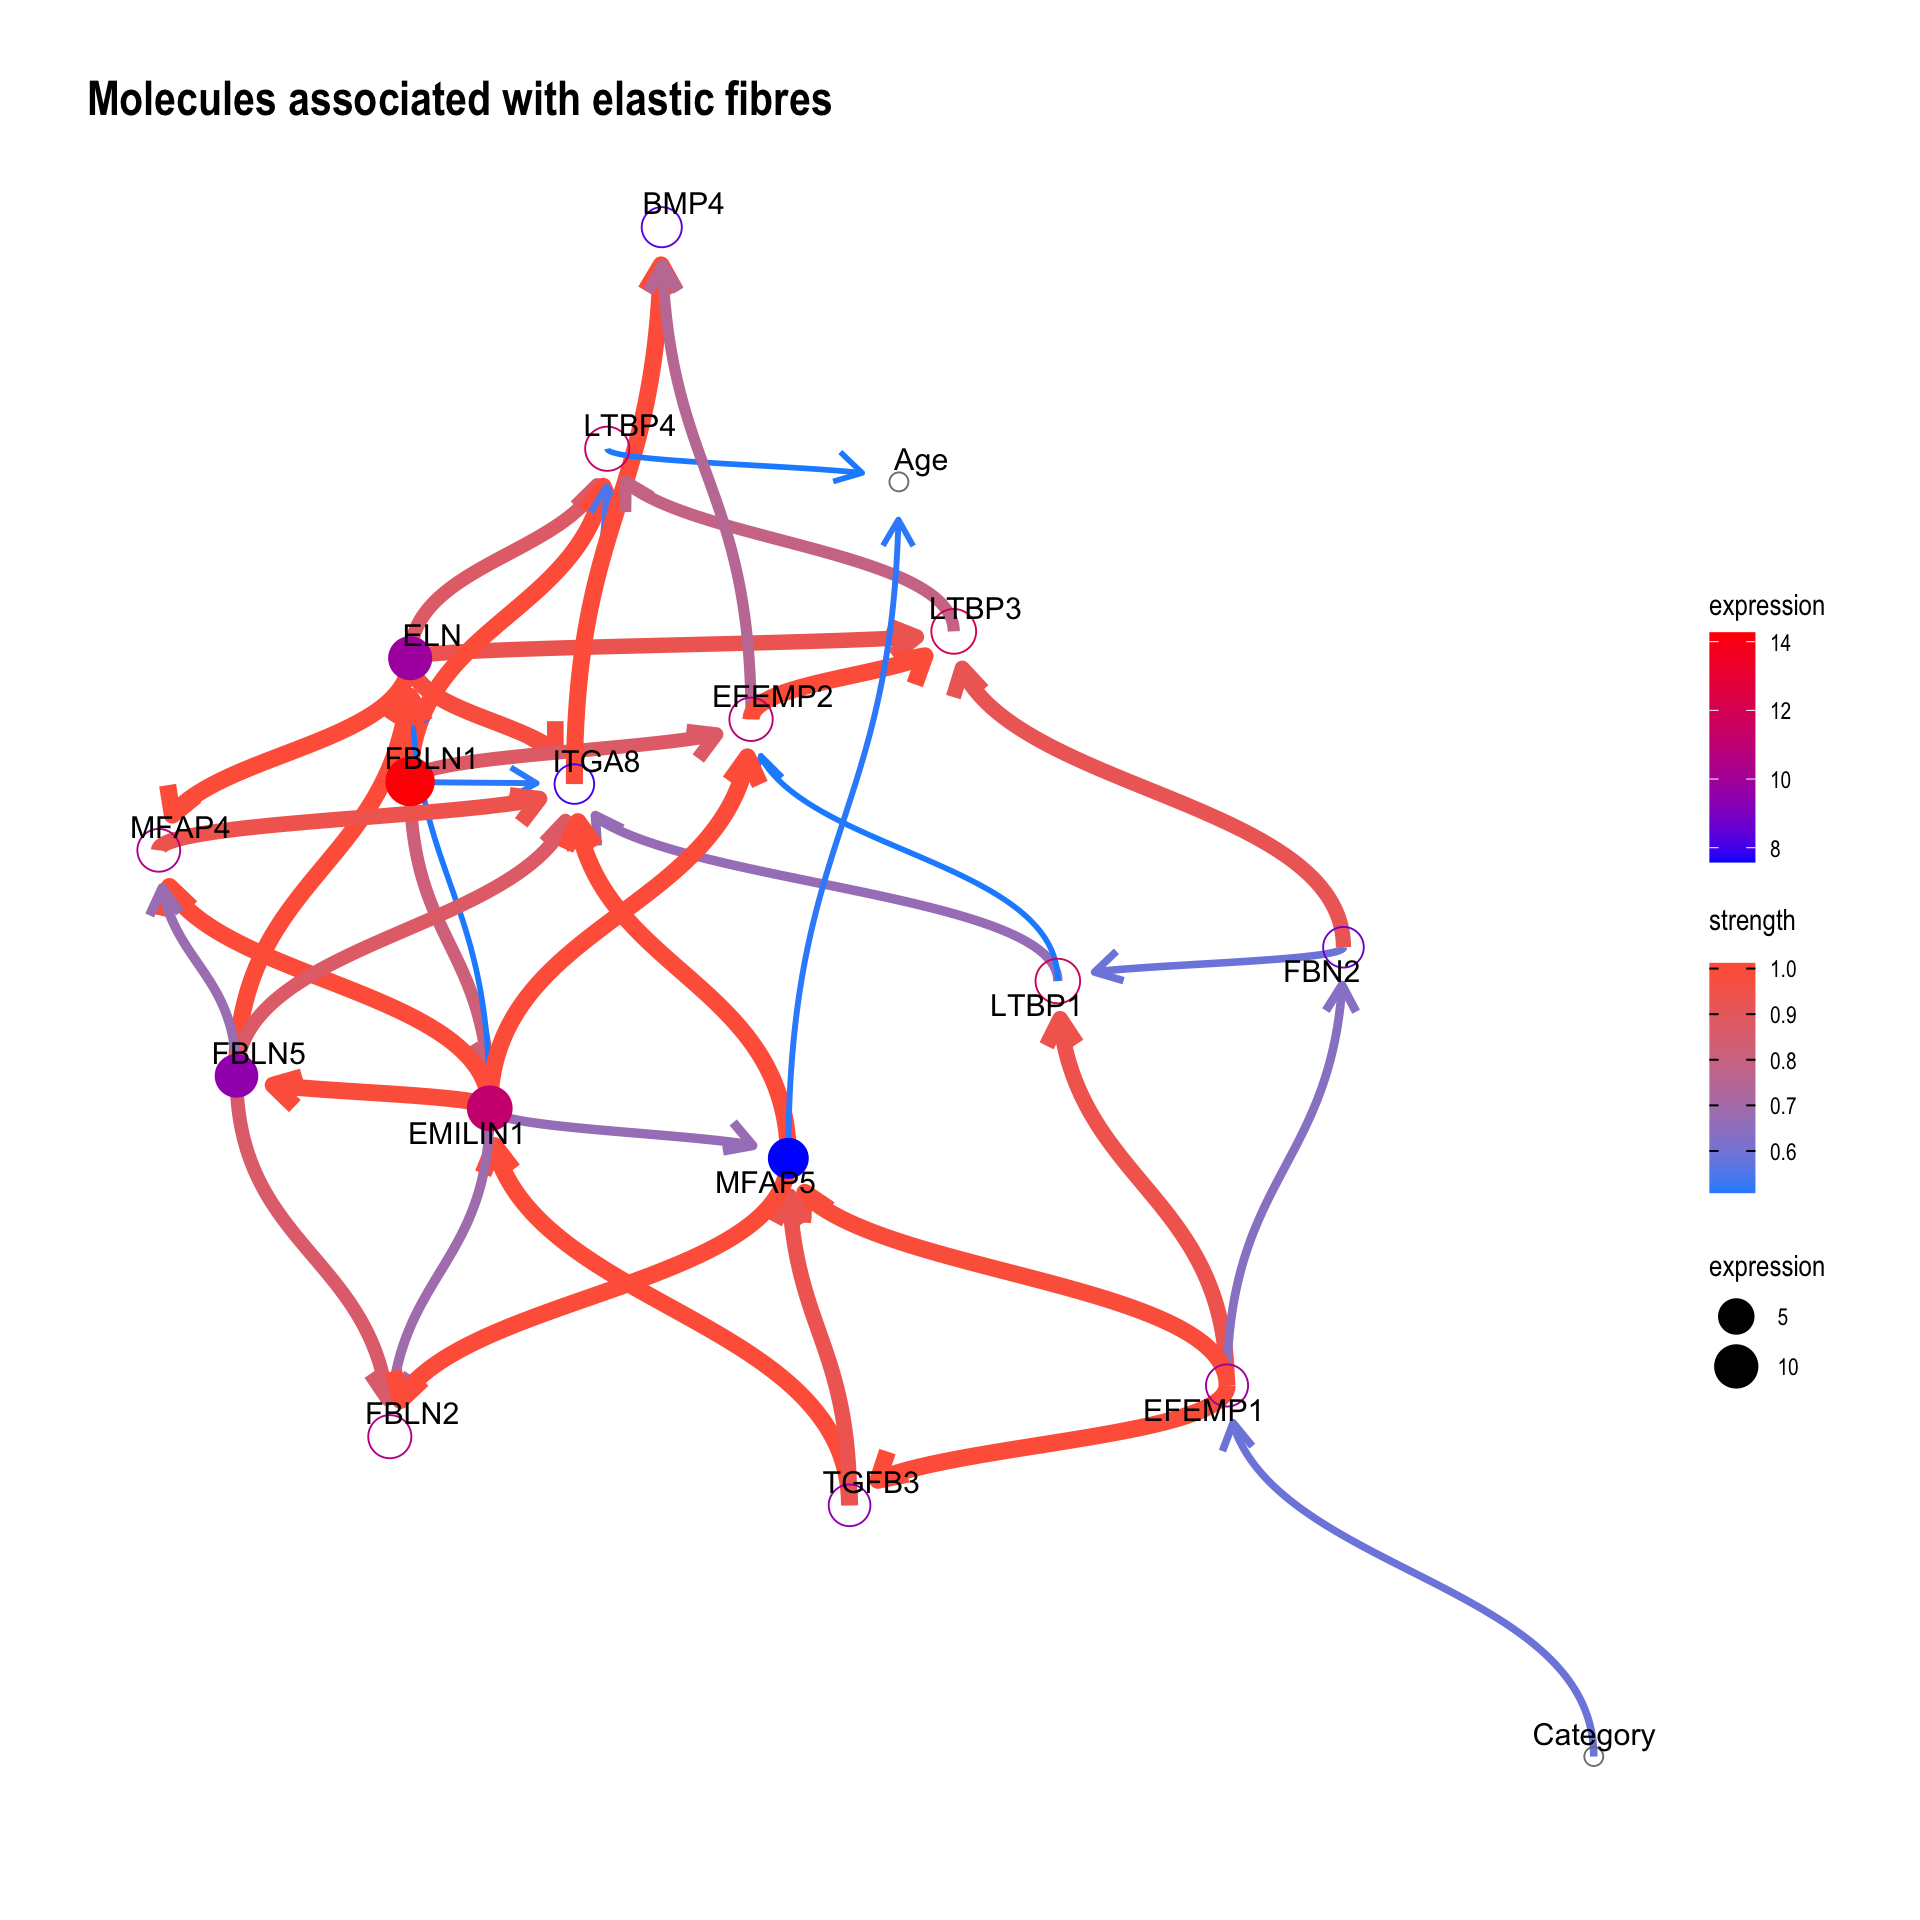 Molecules associated with elastic fibres
BMP4
LTBP4
Age
LTBP3
ELN
EFEMP2
FBLN1
ITGA8
MFAP4
FBN2
LTBP1
FBLN5
EMILIN1
MFAP5
FBLN2
EFEMP1
TGFB3
Category
expression
14
12
10
8
strength
1.0
0.9
0.8
0.7
0.6
expression
5
10